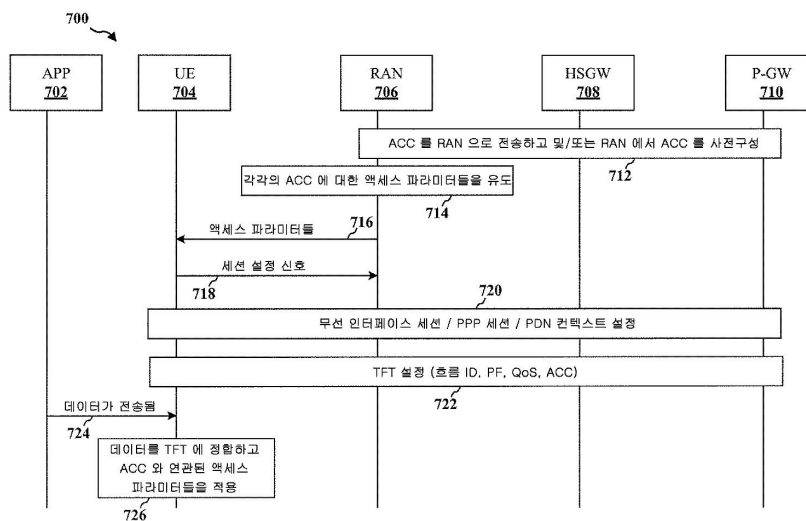 700
APP
702
UE
704
RAN
706
HSGW
708
P-GW
710
ACC 를 RAN 으로 전송하고 및/또는 RAN 에서 ACC 를 사전구성
712
각각의 ACC 에 대한 액세스 파라미터들을 유도
714
액세스 파라미터들
716
세션 설정 신호
718
720
무선 인터페이스 세션 / PPP 세션 / PDN 컨텍스트 설정
TFT 설정 (흐름 ID, PF, QoS, ACC)
722
데이터가 전송됨
724
데이터를 TFT 에 정합하고
ACC 와 연관된 액세스
파라미터들을 적용
726